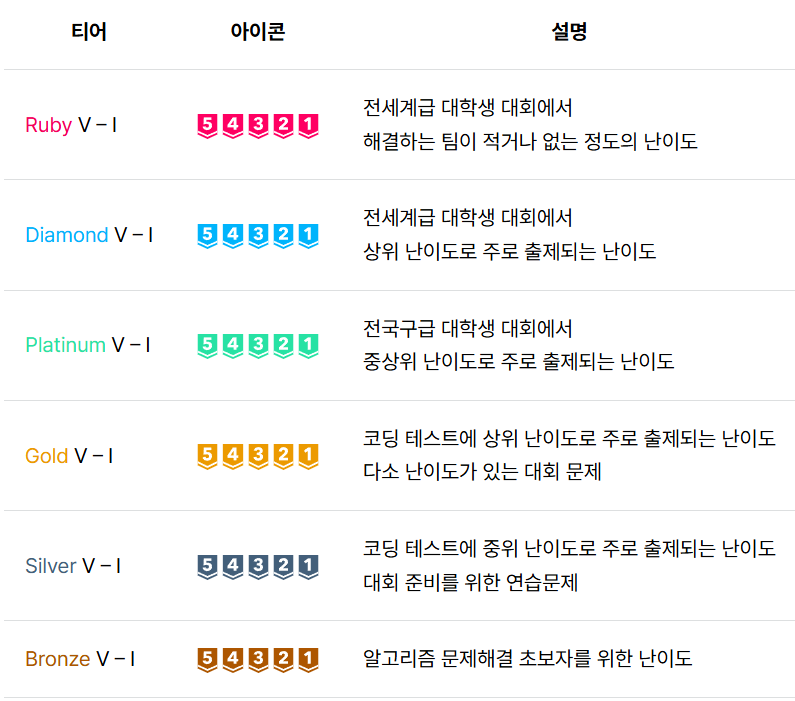 티어 아이콘 설명
Ruby V – I 5 4 3 2 1 전세계급 대학생 대회에서
해결하는 팀이 적거나 없는 정도의 난이도
Diamond V – I 5 4 3 2 1 전세계급 대학생 대회에서
상위 난이도로 주로 출제되는 난이도
Platinum V – I 5 4 3 2 1 전국구급 대학생 대회에서
중상위 난이도로 주로 출제되는 난이도
Gold V – I 5 4 3 2 1 코딩 테스트에 상위 난이도로 주로 출제되는 난이도
다소 난이도가 있는 대회 문제
Silver V – I 5 4 3 2 1 코딩 테스트에 중위 난이도로 주로 출제되는 난이도
대회 준비를 위한 연습문제
Bronze V – I 5 4 3 2 1 알고리즘 문제해결 초보자를 위한 난이도